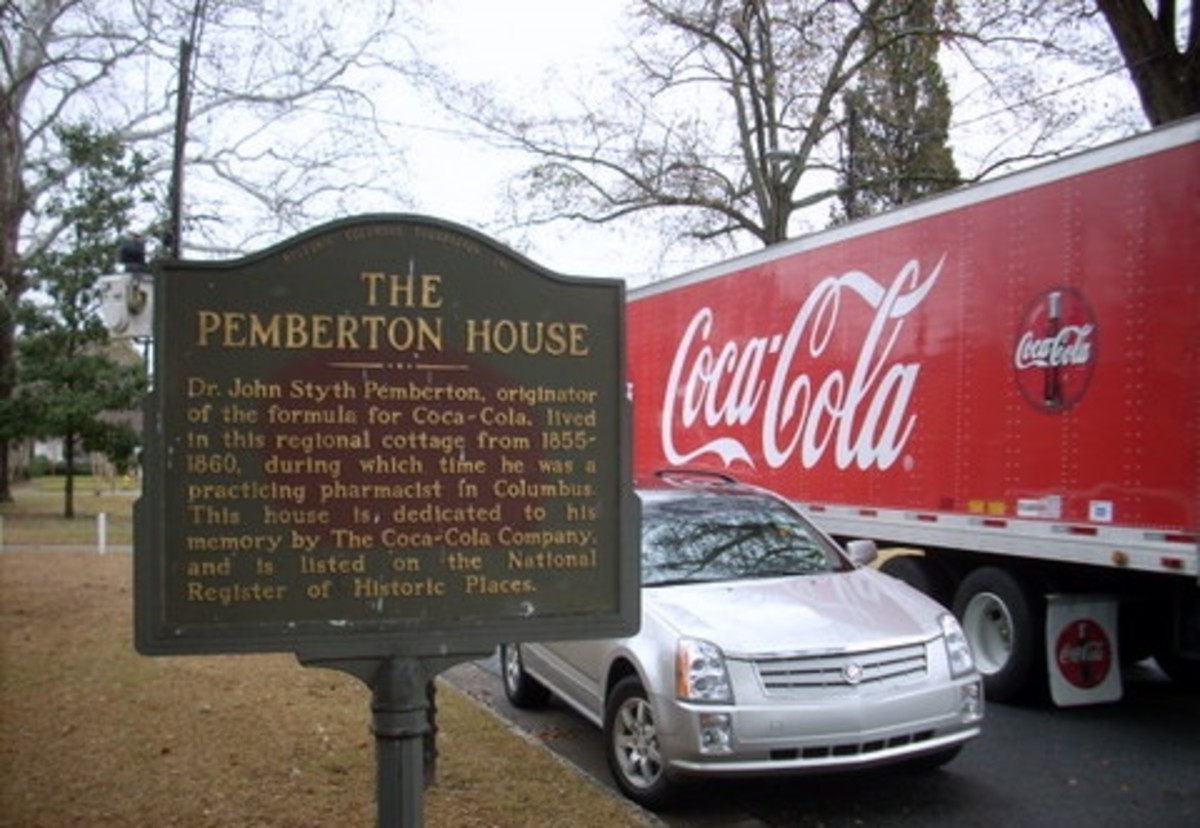 THE
PEMBERTON HOUSE
Dr. John Styth Pemberton, originator
of the formula for Coca-Cola, lived
in this regional cottage from 1855-
1860, during which time he was a
practicing pharmacist in Columbus.
This house is dedicated to his
memory by The Coca-Cola Company,
and is listed on the National
Register of Historic Places.
Coca-Cola
Coca-Cola
Coca-Cola